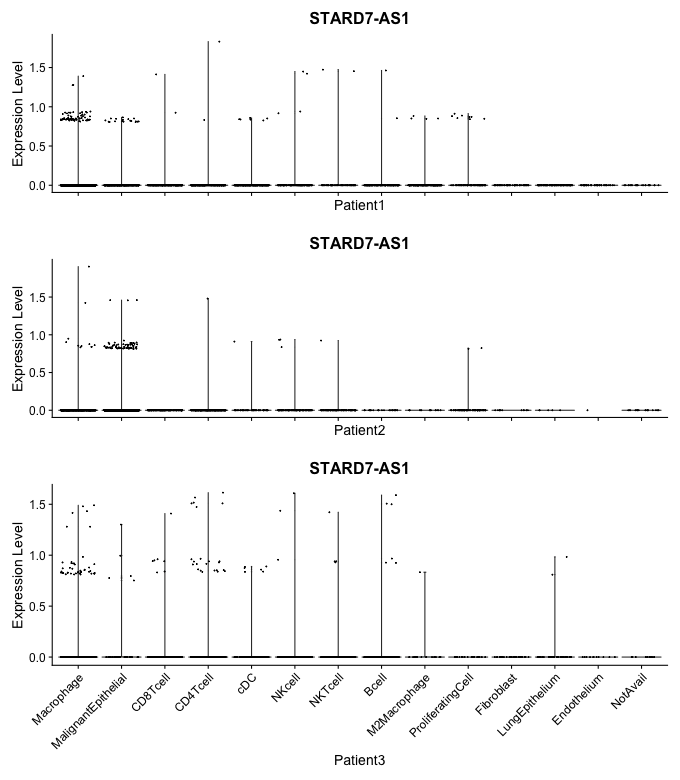 STARD7-AS1
Expression Level
1.5
1.0
0.5
0.0
Patient1
STARD7-AS1
Expression Level
1.5
1.0
0.5
0.0
Patient2
STARD7-AS1
Expression Level
1.5
1.0
0.5
0.0
Macrophage
MalignantEpithelial
CD8Tcell
CD4Tcell
cDC
NKcell
NKTcell
Bcell
M2Macrophage
ProliferatingCell
Fibroblast
LungEpithelium
Endothelium
NotAvail
Patient3